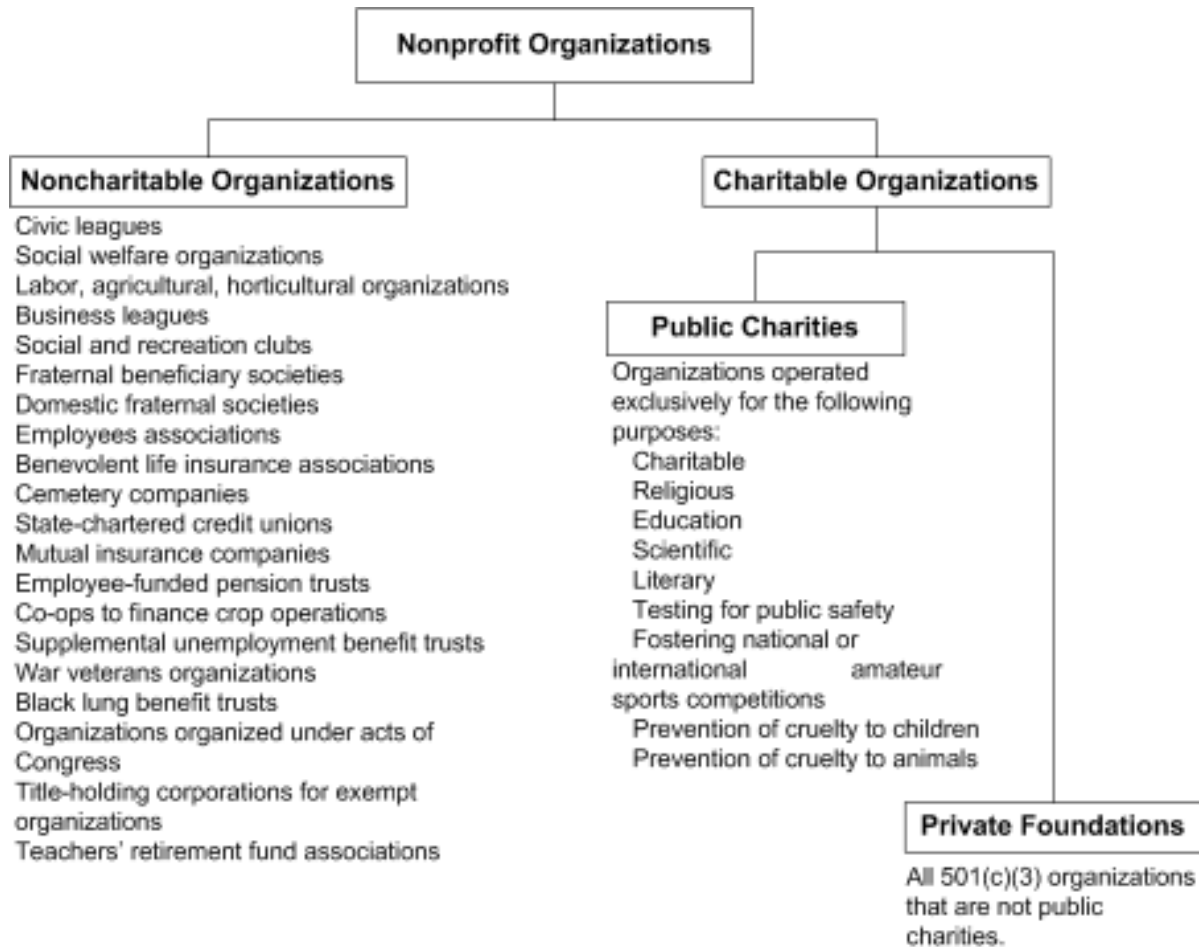 Nonprofit Organizations
Noncharitable Organizations
Civic leagues
Social welfare organizations
Labor, agricultural, horticultural organizations
Business leagues
Social and recreation clubs
Fraternal beneficiary societies
Domestic fraternal societies
Employees associations
Benevolent life insurance associations
Cemetery companies
State-chartered credit unions
Mutual insurance companies
Employee-funded pension trusts
Co-ops to finance crop operations
Supplemental unemployment benefit trusts
War veterans organizations
Black lung benefit trusts
Organizations organized under acts of
Congress
Title-holding corporations for exempt
organizations
Teachers' retirement fund associations
Charitable Organizations
Public Charities
Organizations operated
exclusively for the following
purposes:
Charitable
Religious
Education
Scientific
Literary
Testing for public safety
Fostering national or
international amateur
sports competitions
Prevention of cruelty to children
Prevention of cruelty to animals
Private Foundations
All 501(c)(3) organizations
that are not public
charities.